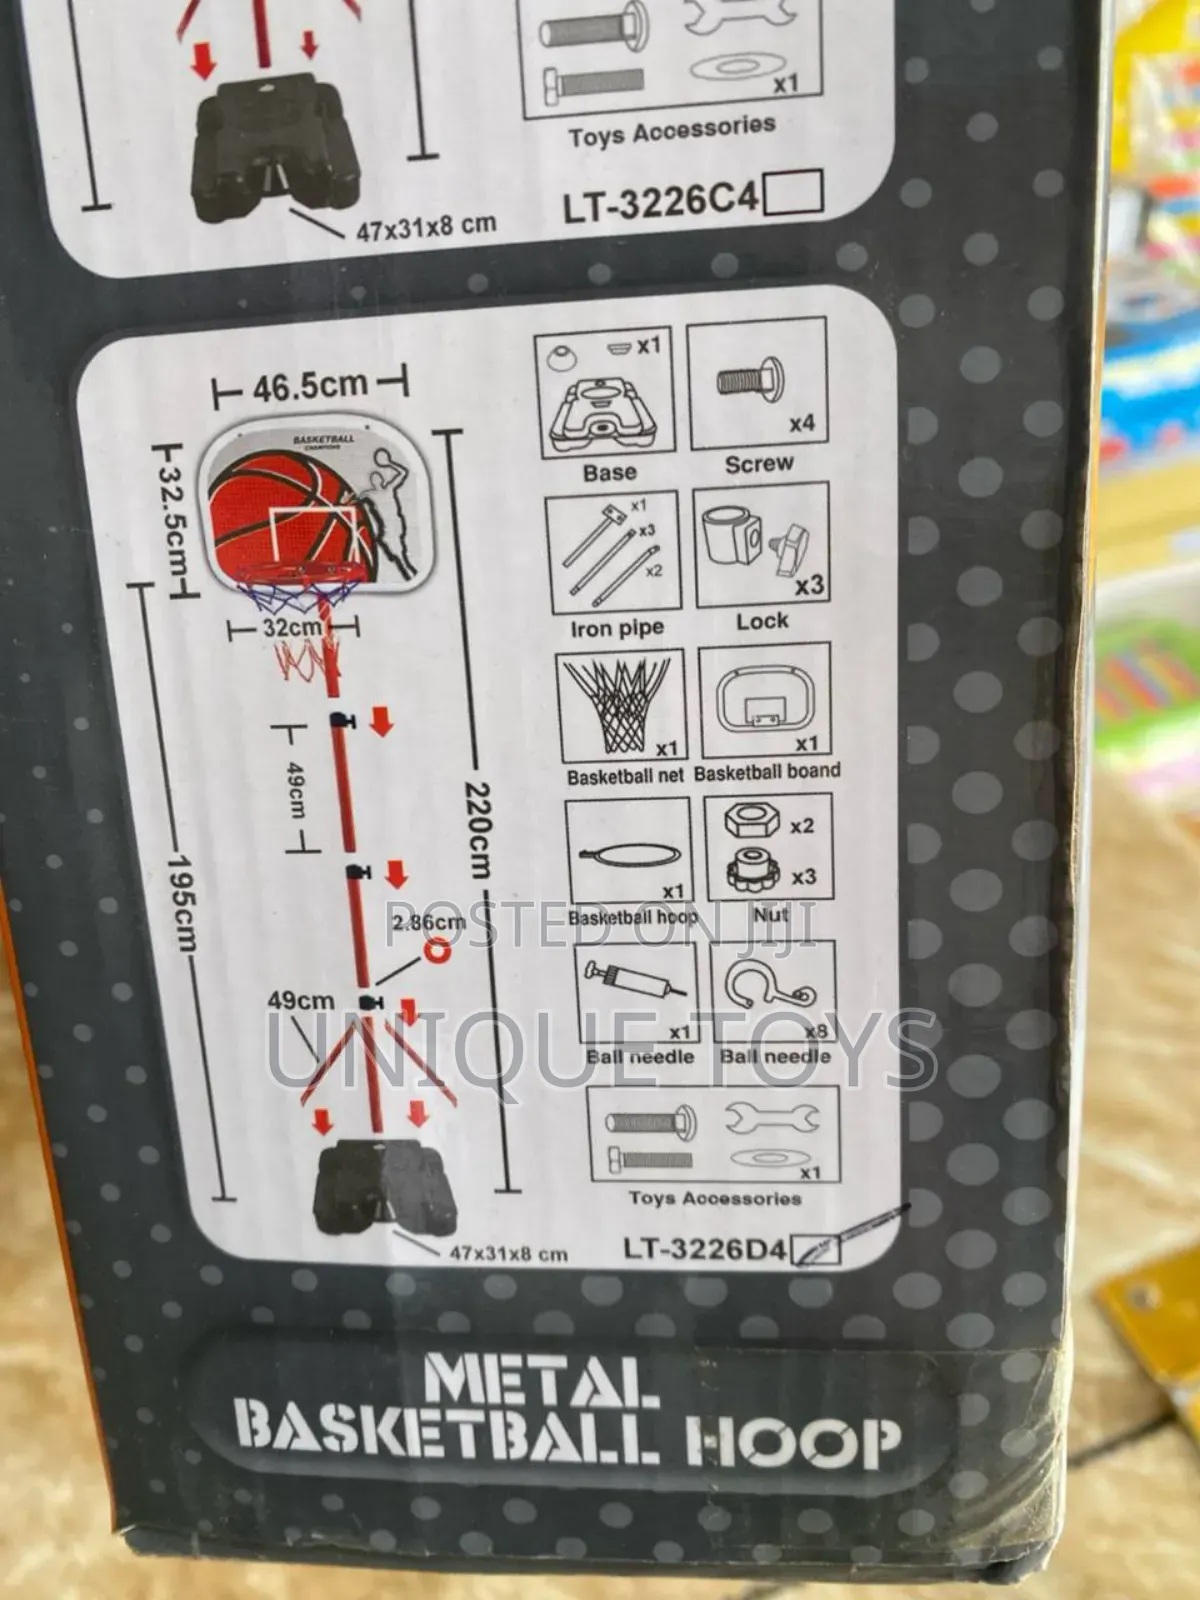 x1
Toys Accessories
LT-3226C4
47x31x8 cm
46.5cm
32.5cm
BASKETBALL
32cm
49cm
195cm
220cm
2.86cm
49cm
47x31x8 cm
x1
Base
x4
Screw
x1
x3
x2
Iron pipe
x3
Lock
x1
Basketball net
x1
Basketball boand
x1
Basketball hoop
x2
x3
Nut
x1
Ball needle
x8
Ball needle
x1
Toys Accessories
LT-3226D4
POSTED ON JIJI
UNIQUE TOYS
METAL
BASKETBALL HOOP